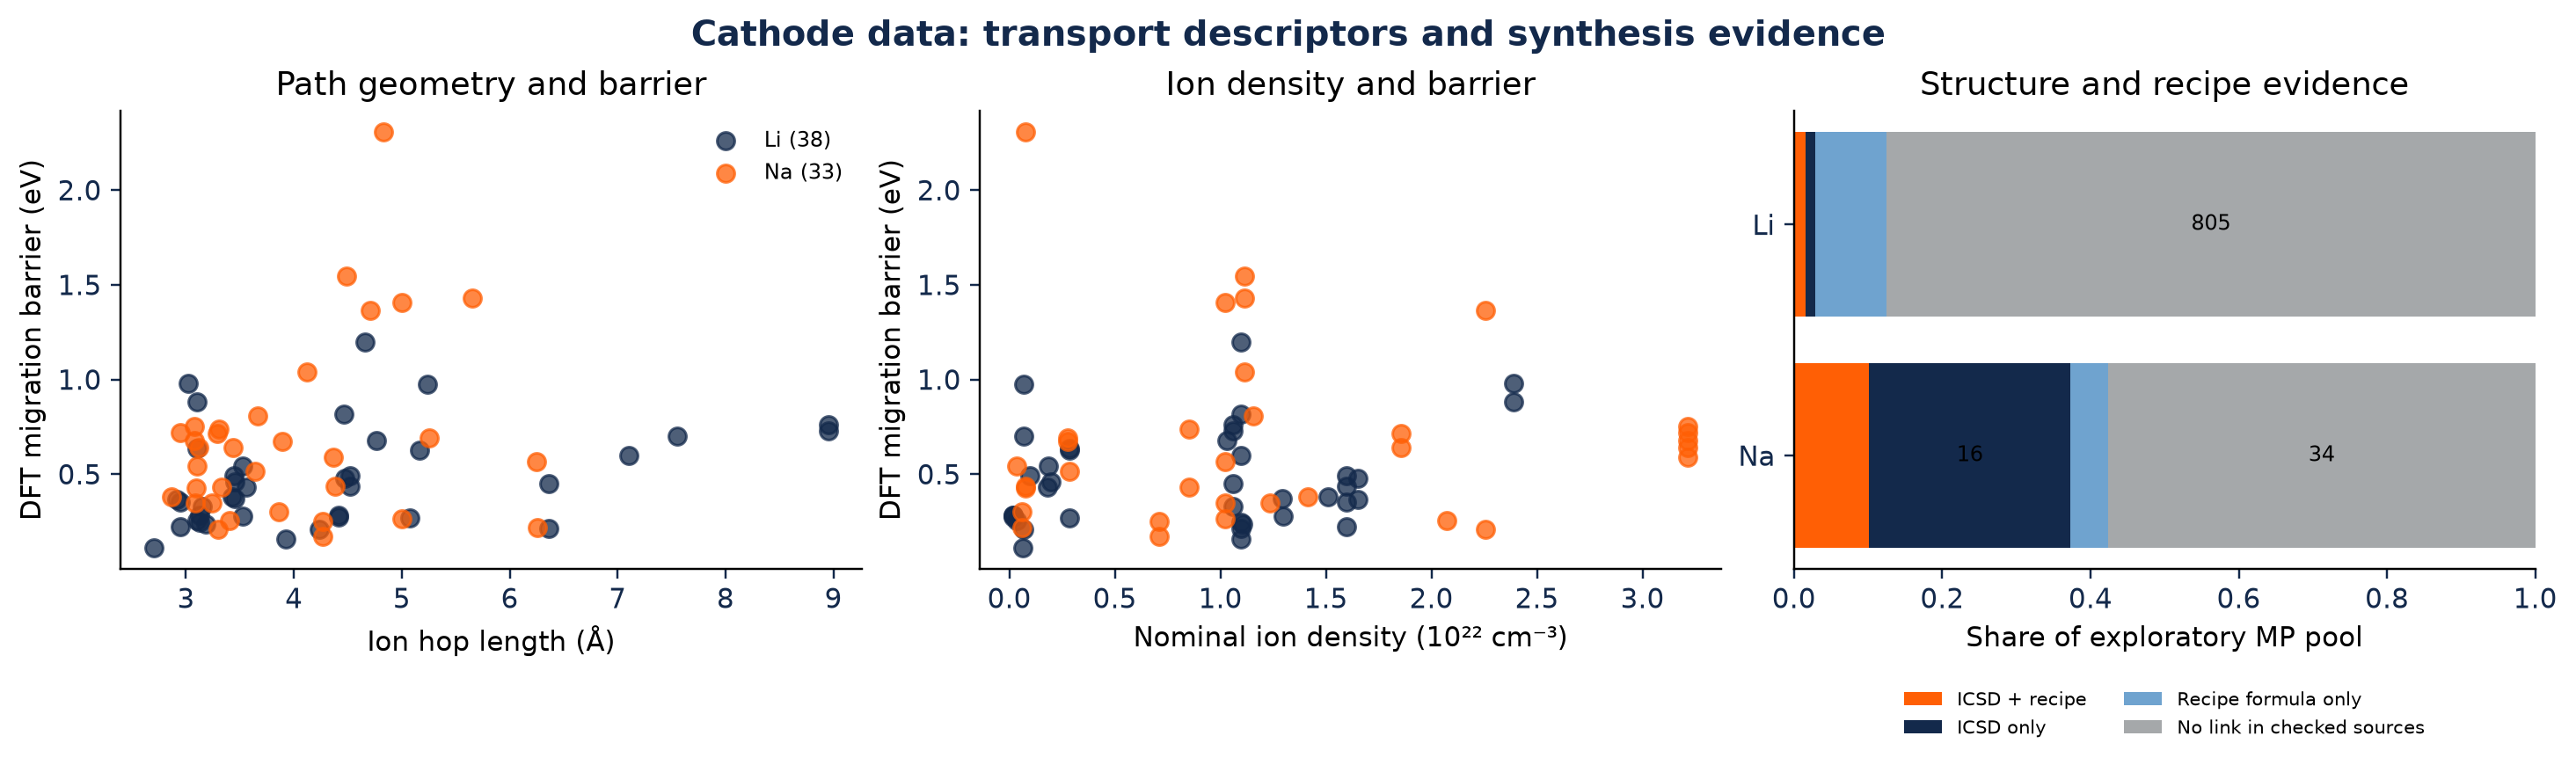 Cathode data: transport descriptors and synthesis evidence
Path geometry and barrier
DFT migration barrier (eV)
2.0
1.5
1.0
0.5
3 4 5 6 7 8 9
Ion hop length (Å)
Li (38)
Na (33)
Ion density and barrier
DFT migration barrier (eV)
2.0
1.5
1.0
0.5
0.0 0.5 1.0 1.5 2.0 2.5 3.0
Nominal ion density (10²² cm⁻³)
Structure and recipe evidence
Li
805
Na
16 34
0.0 0.2 0.4 0.6 0.8 1.0
Share of exploratory MP pool
ICSD + recipe
ICSD only
Recipe formula only
No link in checked sources